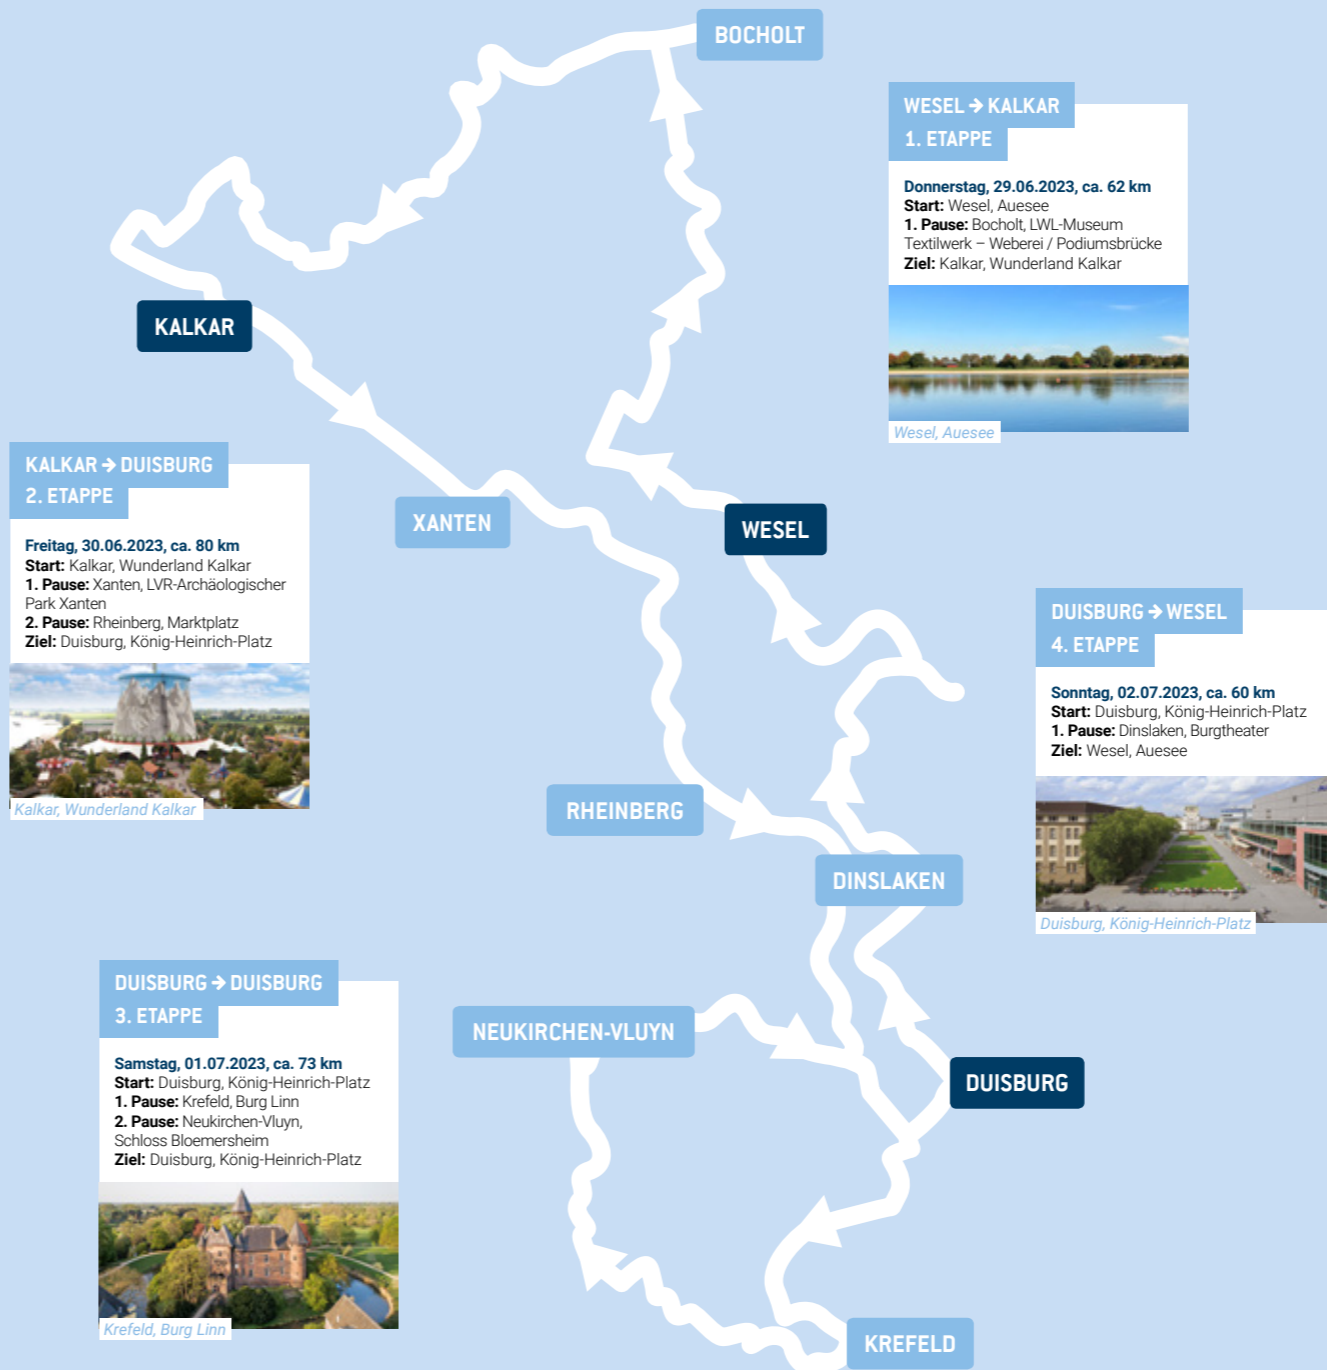 BOCHOLT
WESEL → KALKAR
1. ETAPPE
Donnerstag, 29.06.2023, ca. 62 km
Start: Wesel, Auesee
1. Pause: Bocholt, LWL-Museum
Textilwerk – Weberei / Podiumsbrücke
Ziel: Kalkar, Wunderland Kalkar
Wesel, Auesee
KALKAR
KALKAR → DUISBURG
2. ETAPPE
Freitag, 30.06.2023, ca. 80 km
Start: Kalkar, Wunderland Kalkar
1. Pause: Xanten, LVR-Archäologischer
Park Xanten
2. Pause: Rheinberg, Marktplatz
Ziel: Duisburg, König-Heinrich-Platz
Kalkar, Wunderland Kalkar
XANTEN
WESEL
DUISBURG → WESEL
4. ETAPPE
Sonntag, 02.07.2023, ca. 60 km
Start: Duisburg, König-Heinrich-Platz
1. Pause: Dinslaken, Burgtheater
Ziel: Wesel, Auesee
Duisburg, König-Heinrich-Platz
RHEINBERG
DINSLAKEN
DUISBURG → DUISBURG
3. ETAPPE
Samstag, 01.07.2023, ca. 73 km
Start: Duisburg, König-Heinrich-Platz
1. Pause: Krefeld, Burg Linn
2. Pause: Neukirchen-Vluyn,
Schloss Bloemersheim
Ziel: Duisburg, König-Heinrich-Platz
Krefeld, Burg Linn
NEUKIRCHEN-VLUYN
DUISBURG
KREFELD